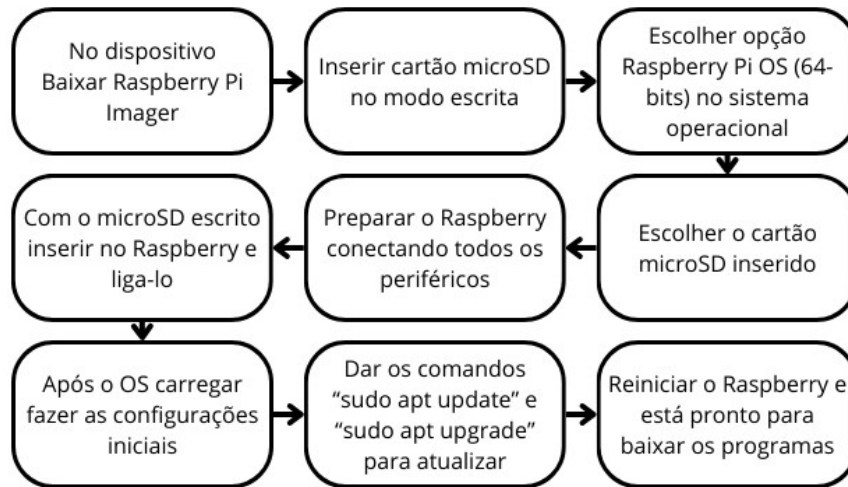 No dispositivo
Baixar Raspberry Pi
Imager
Inserir cartão microSD
no modo escrita
Escolher opção
Raspberry Pi OS (64-
bits) no sistema
operacional
Escolher o cartão
microSD inserido
Preparar o Raspberry
conectando todos os
periféricos
Com o microSD escrito
inserir no Raspberry e
liga-lo
Após o OS carregar
fazer as configurações
iniciais
Dar os comandos
“sudo apt update” e
“sudo apt upgrade”
para atualizar
Reiniciar o Raspberry e
está pronto para
baixar os programas